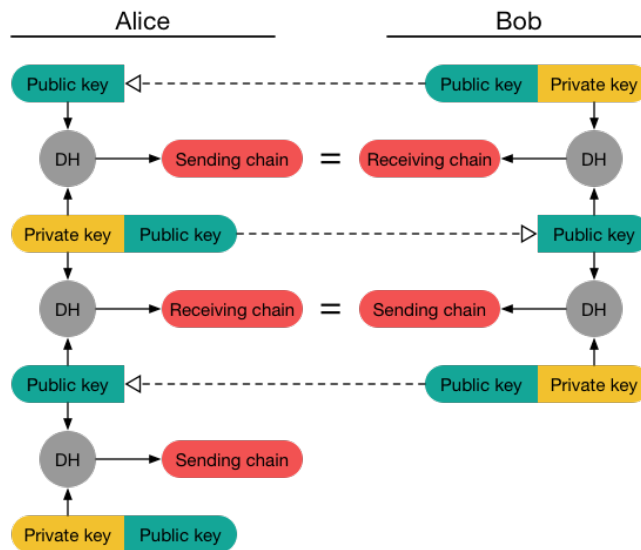 Alice Bob
Public key Public key Private key
DH Sending chain = Receiving chain DH
Private key Public key Public key
DH Receiving chain = Sending chain DH
Public key Public key Private key
DH Sending chain
Private key Public key